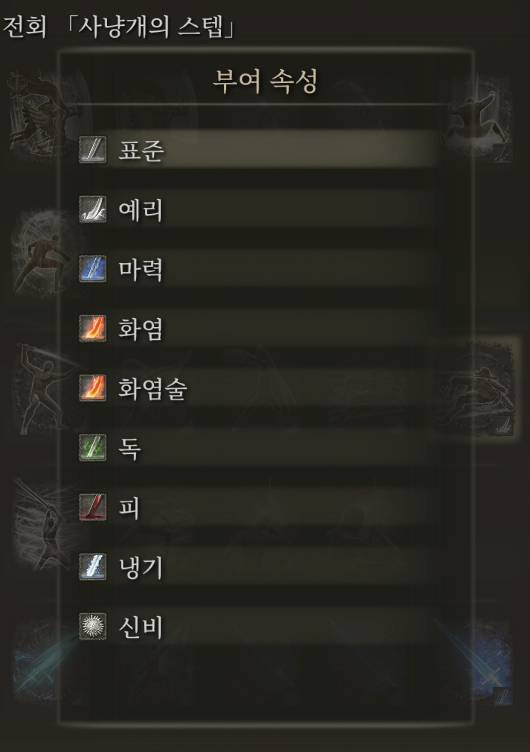 전회 「사냥개의 스텝」
부여 속성
표준
예리
마력
화염
화염술
독
피
냉기
신비